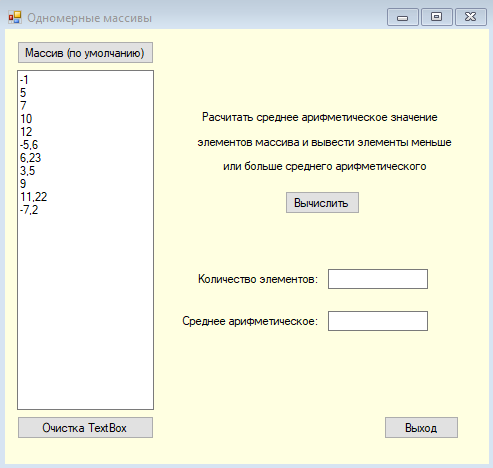 Одномерные массивы
Массив (по умолчанию)
-1
5
7
10
12
-5,6
6,23
3,5
9
11,22
-7,2
Расчитать среднее арифметическое значение
элементов массива и вывести элементы меньше
или больше среднего арифметического
Вычислить
Количество элементов:
Среднее арифметическое:
Очистка TextBox
Выход